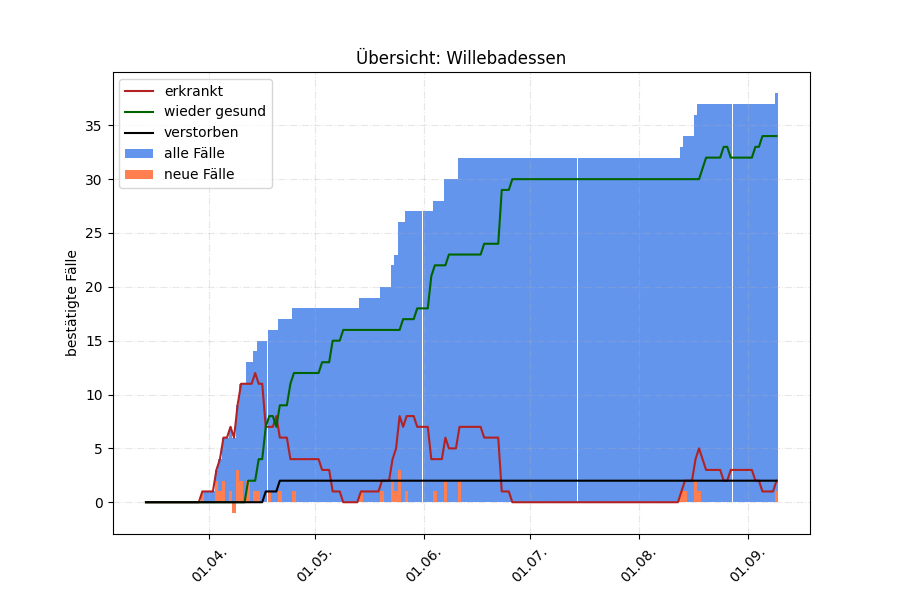 Übersicht: Willebadessen
erkrankt
wieder gesund
verstorben
alle Fälle
neue Fälle
bestätigte Fälle
35
30
25
20
15
10
5
0
01.04.
01.05.
01.06.
01.07.
01.08.
01.09.